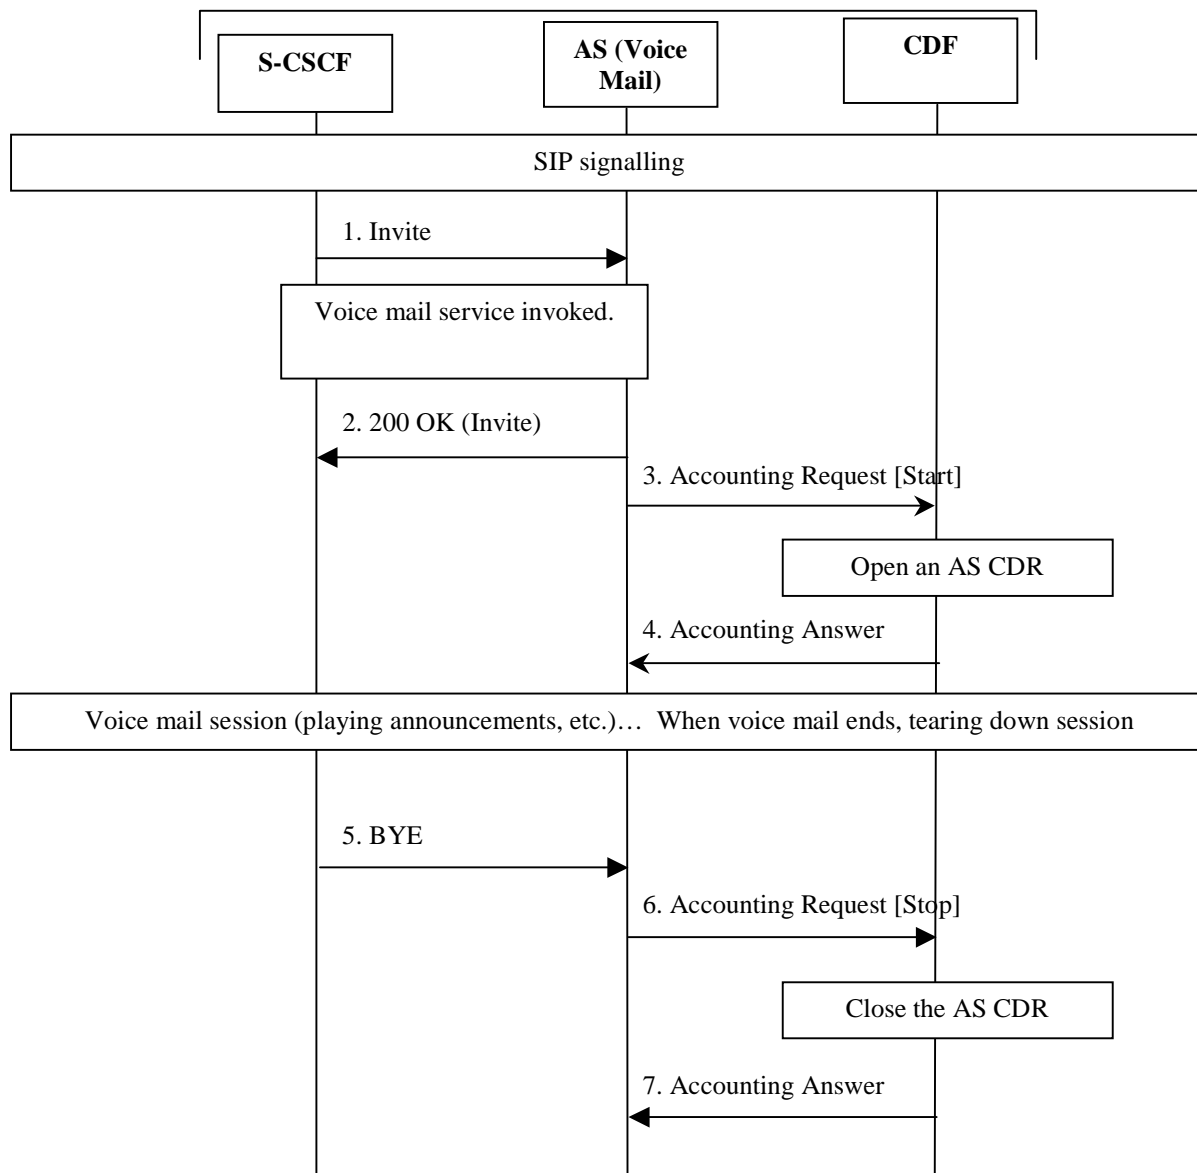 S-CSCF
AS (Voice
Mail)
CDF
SIP signalling
1. Invite
Voice mail service invoked.
2. 200 OK (Invite)
3. Accounting Request [Start]
Open an AS CDR
4. Accounting Answer
Voice mail session (playing announcements, etc.)… When voice mail ends, tearing down session
5. BYE
6. Accounting Request [Stop]
Close the AS CDR
7. Accounting Answer